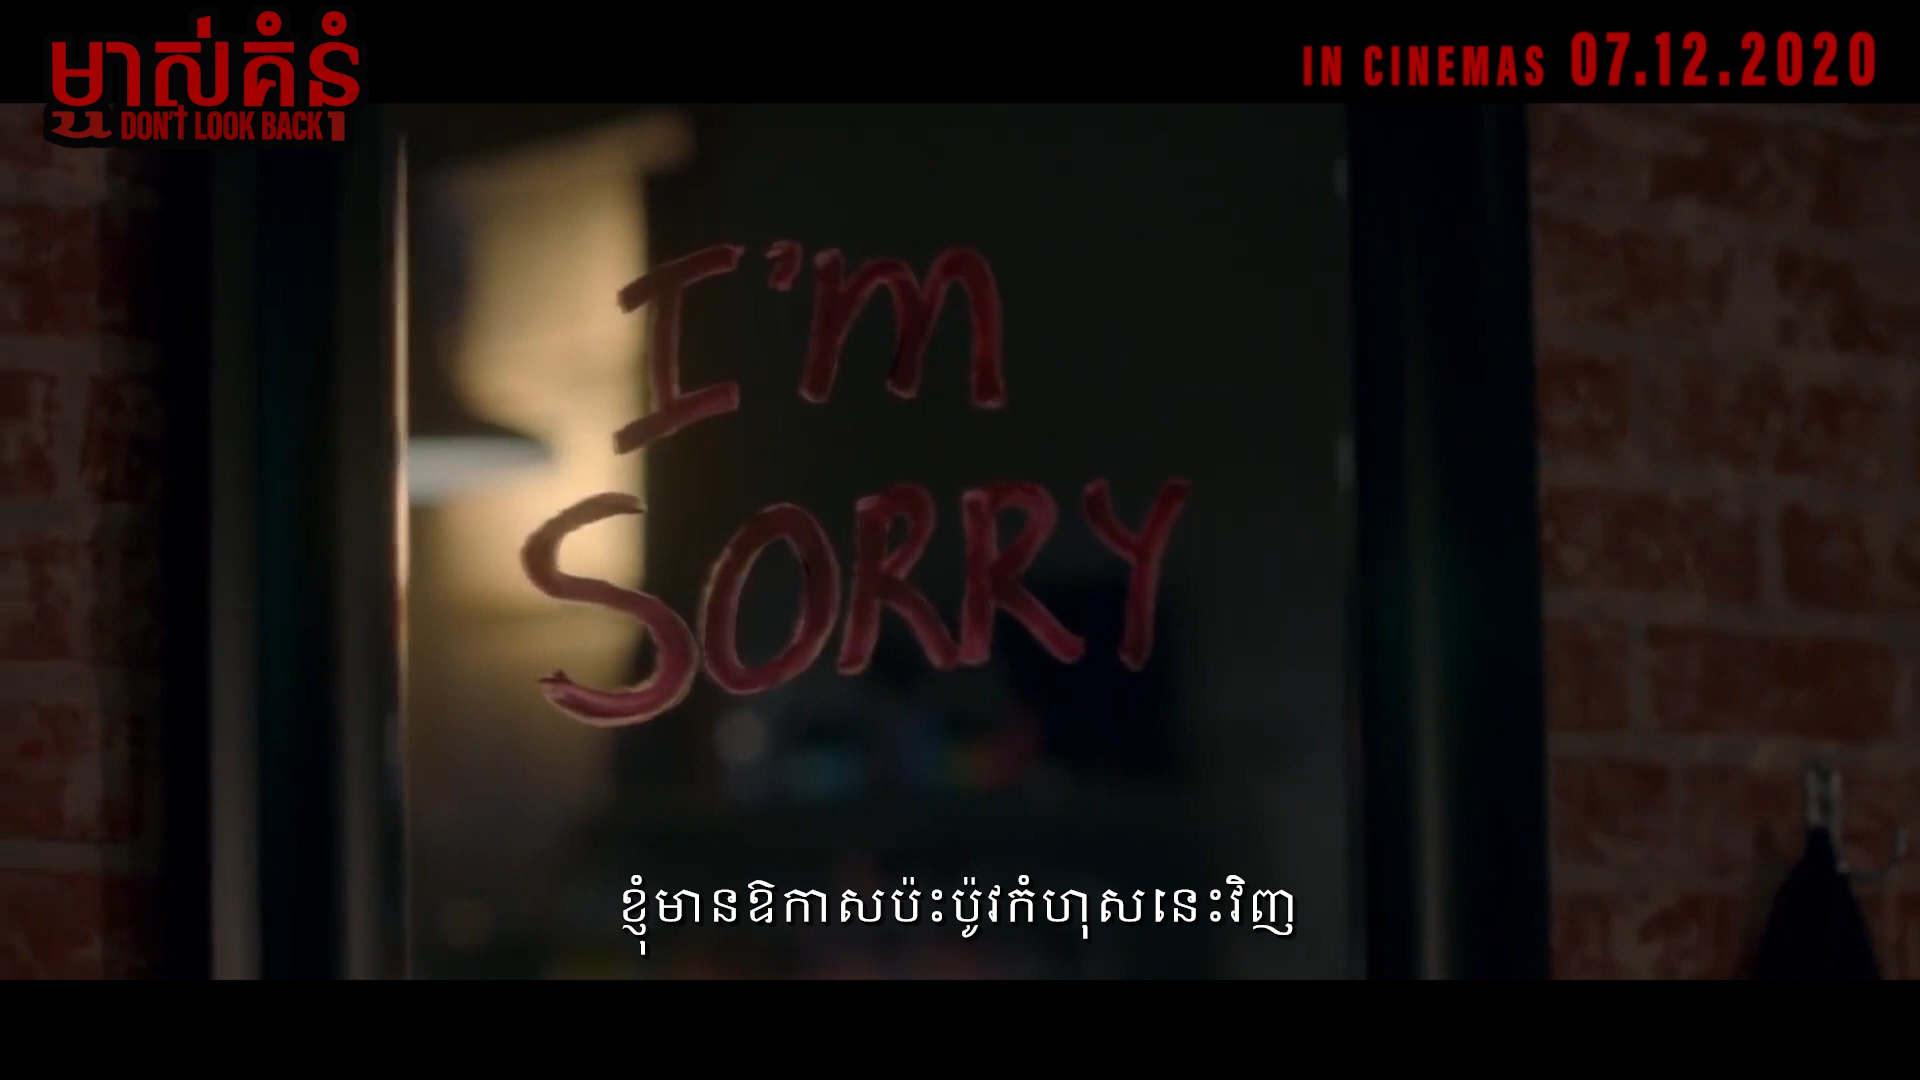 ម្ចាស់គំនុំ
DON'T LOOK BACK
IN CINEMAS 07.12.2020
I'm
SORRY
ខ្ញុំមានឱកាសប៉ះប៉ូវកំហុសនេះវិញ